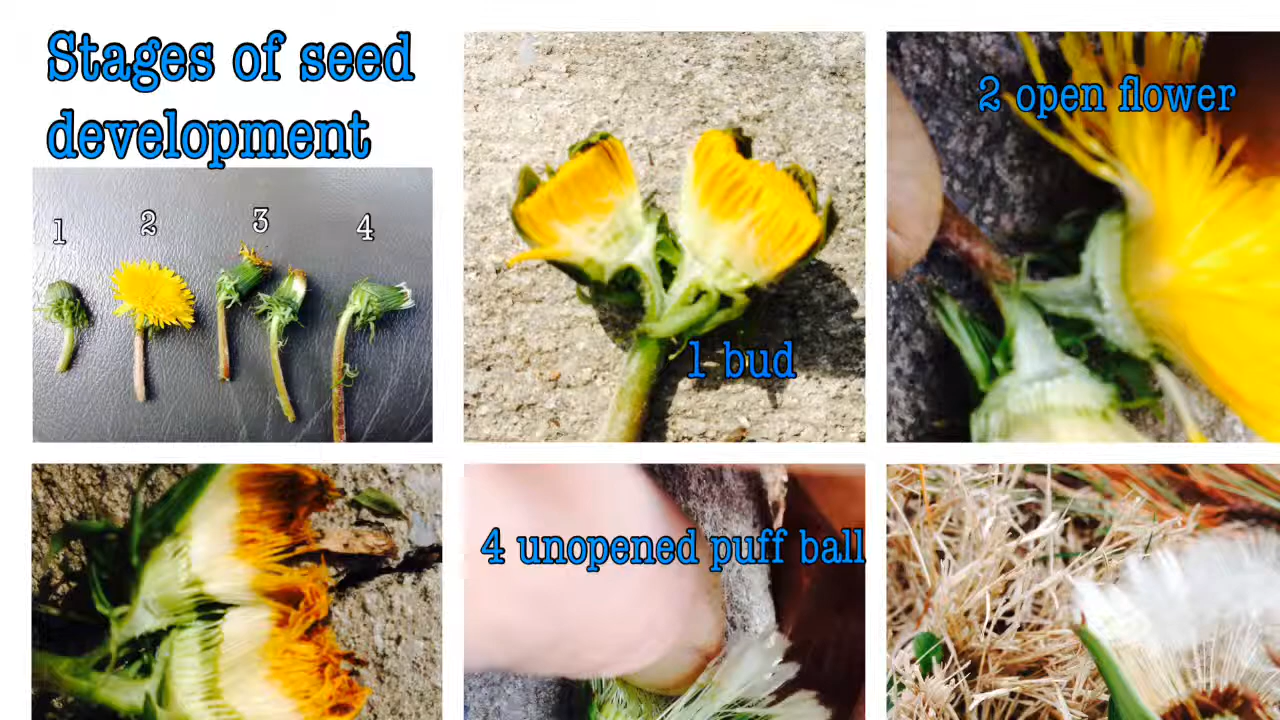 Stages of seed
development
1 2 3 4
1 bud
2 open flower
4 unopened puff ball